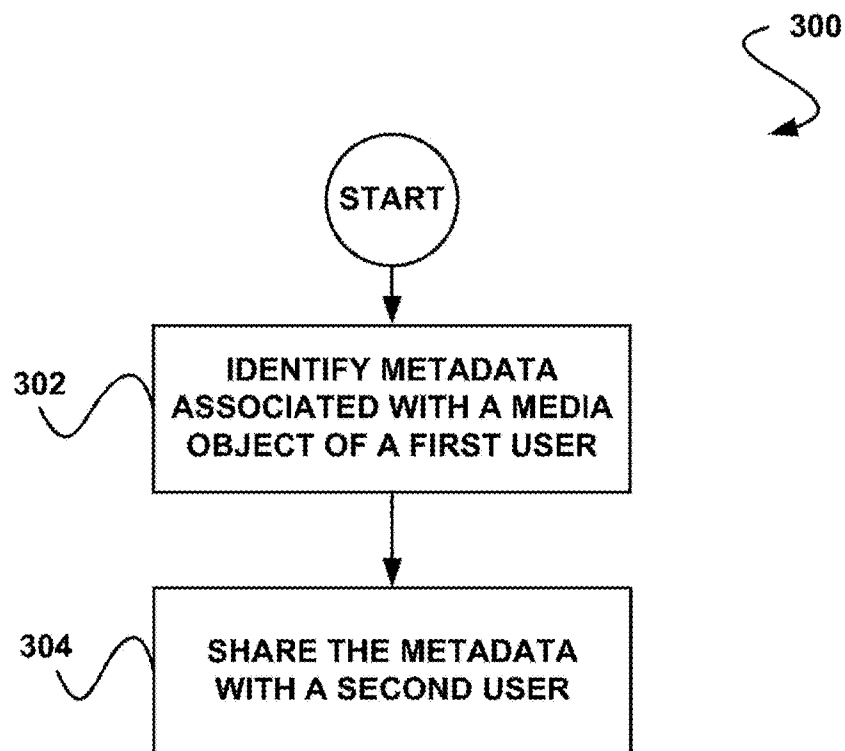 300
START
302
IDENTIFY METADATA
ASSOCIATED WITH A MEDIA
OBJECT OF A FIRST USER
304
SHARE THE METADATA
WITH A SECOND USER